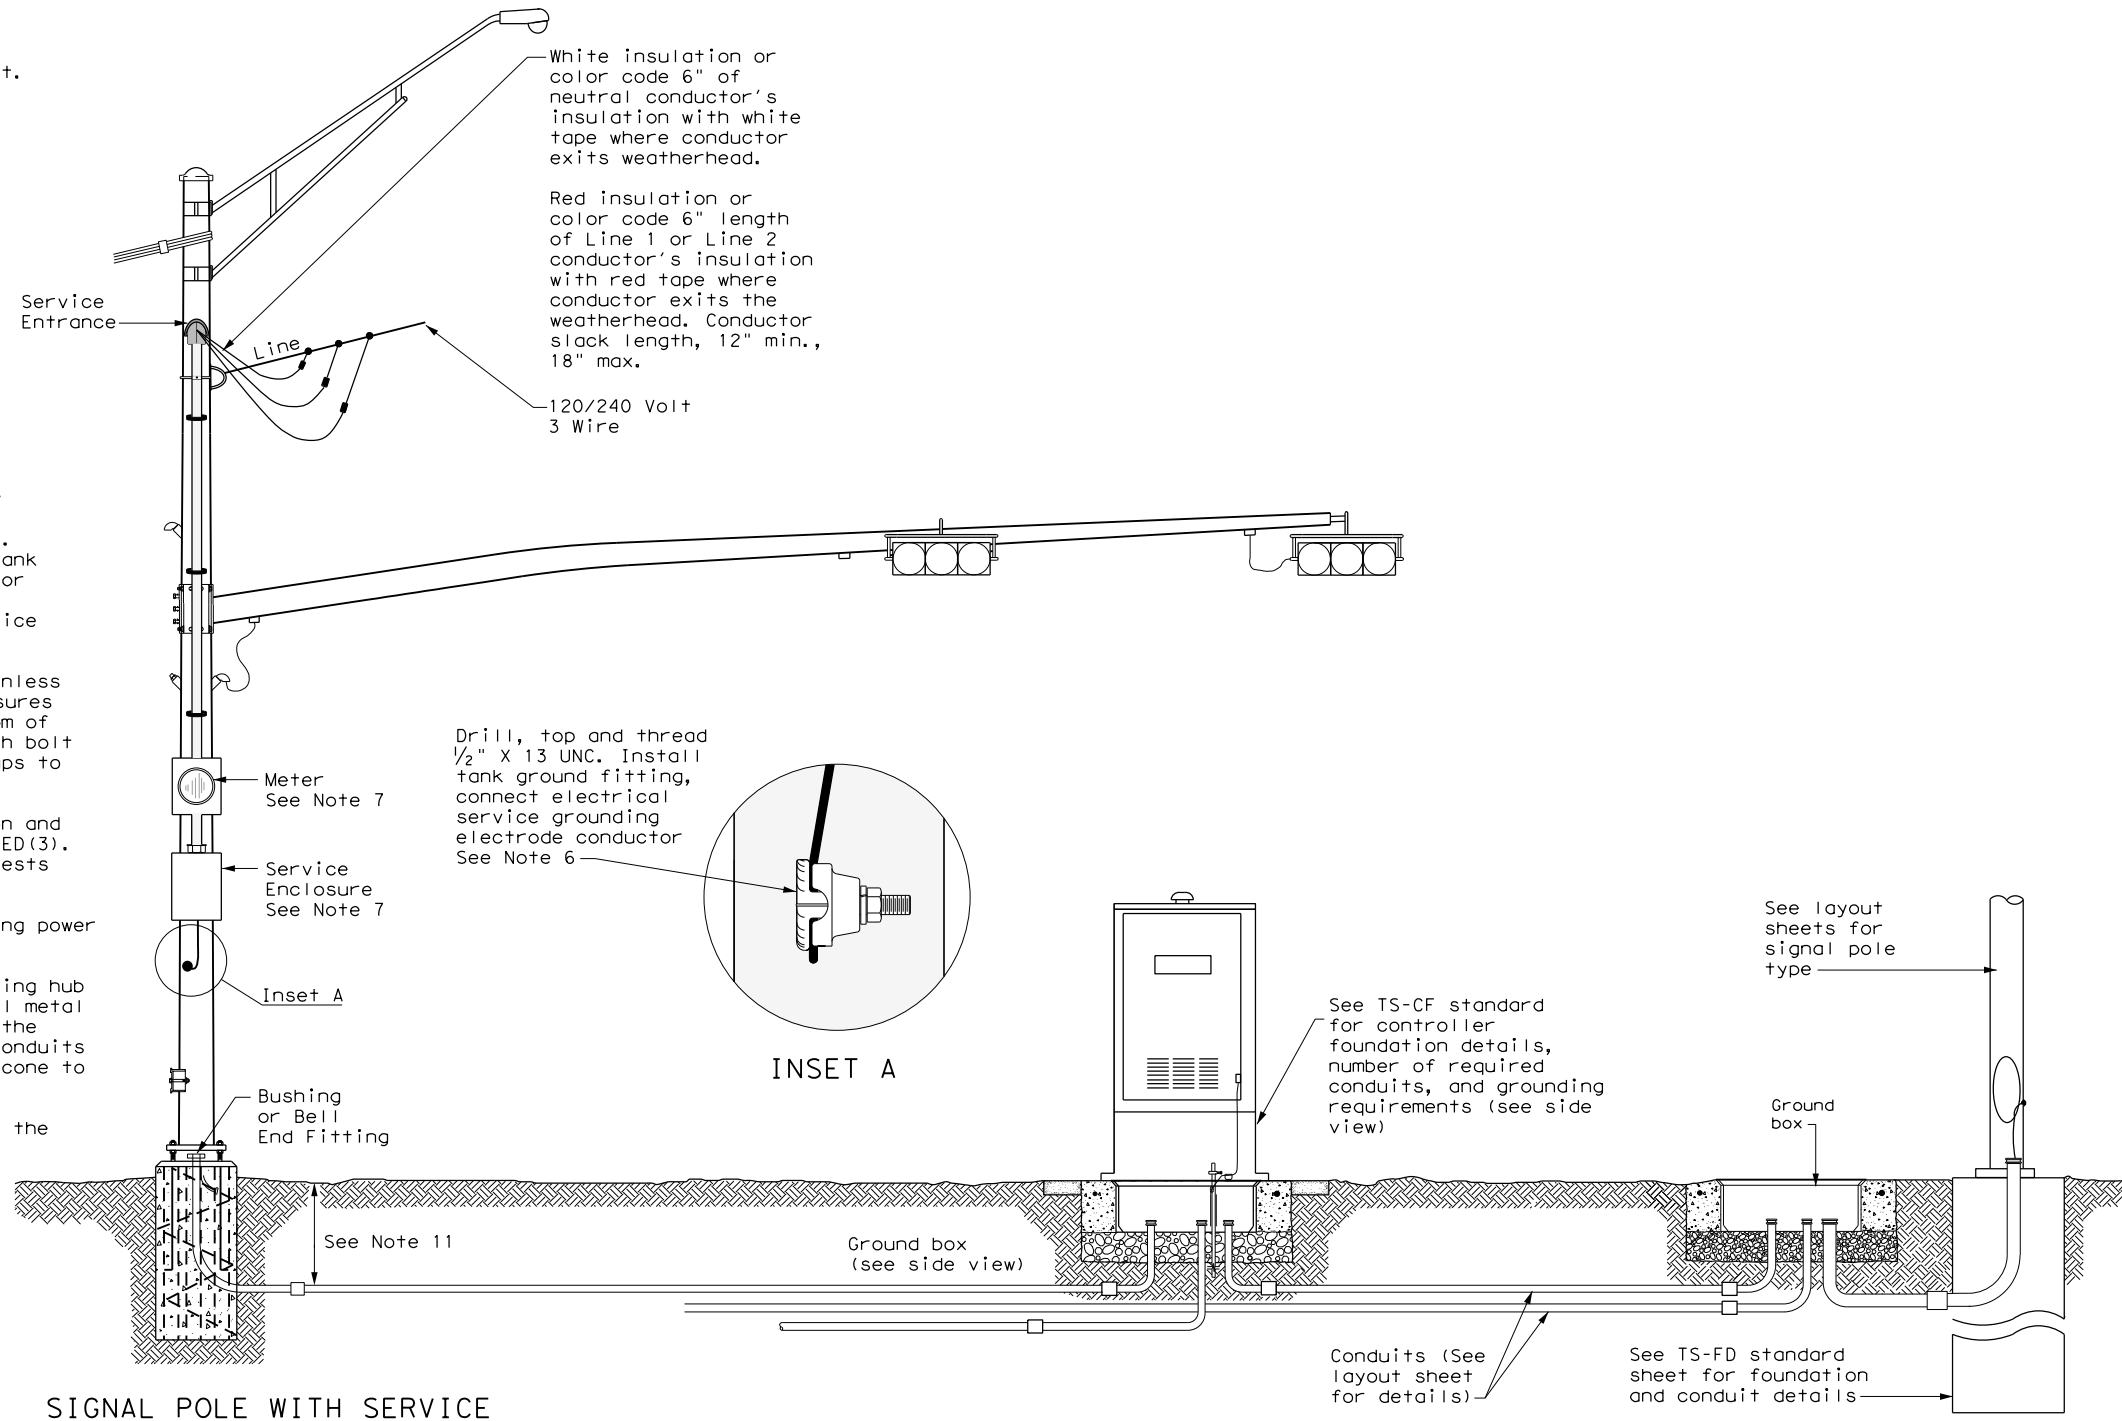 t.
ank
or
ice
nless
sures
om of
h bolt
ps to
n and
ED(3).
ests
ng power
ing hub
l metal
the
onduits
cone to
the
White insulation or
color code 6" of
neutral conductor's
insulation with white
tape where conductor
exits weatherhead.
Red insulation or
color code 6" length
of Line 1 or Line 2
conductor's insulation
with red tape where
conductor exits the
weatherhead. Conductor
slack length, 12" min.,
18" max.
Service
Entrance
Line
120/240 Volt
3 Wire
Drill, top and thread
1/2" X 13 UNC. Install
tank ground fitting,
connect electrical
service grounding
electrode conductor
See Note 6
Meter
See Note 7
Service
Enclosure
See Note 7
Inset A
INSET A
Bushing
or Bell
End Fitting
See Note 11
Ground box
(see side view)
See TS-CF standard
for controller
foundation details,
number of required
conduits, and grounding
requirements (see side
view)
See layout
sheets for
signal pole
type
Ground
box
Conduits (See
layout sheet
for details)
See TS-FD standard
sheet for foundation
and conduit details
SIGNAL POLE WITH SERVICE